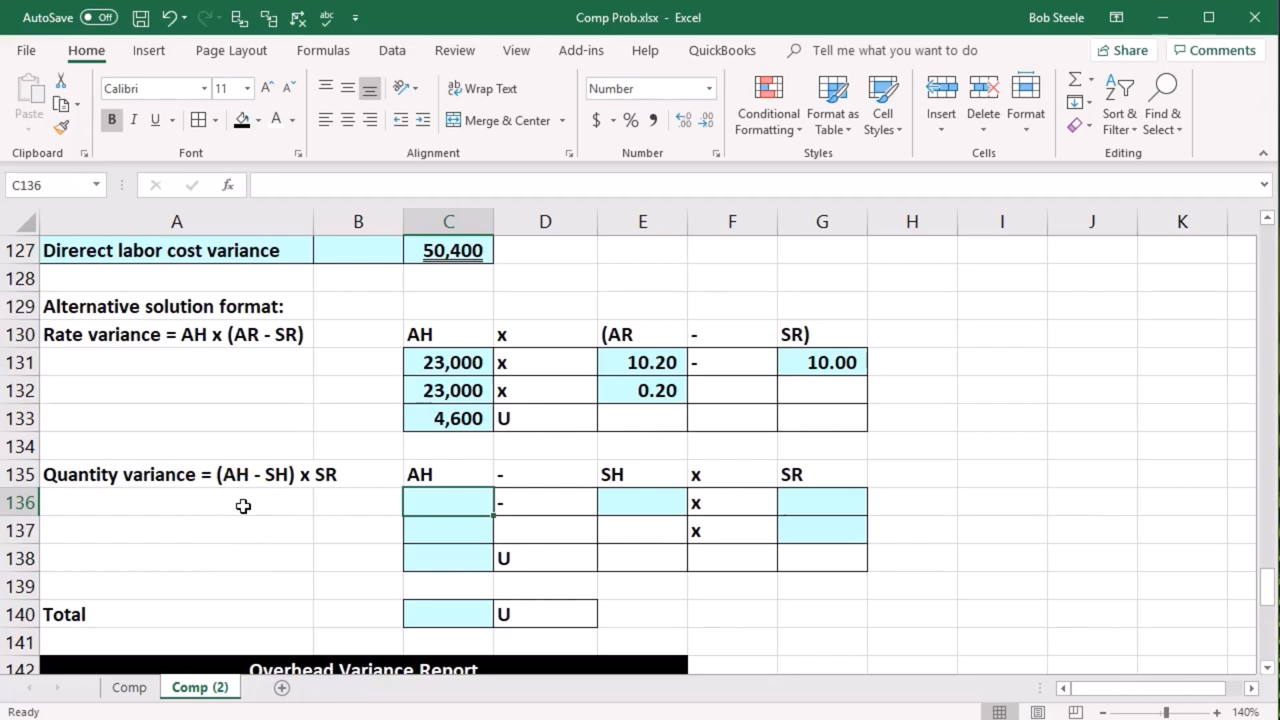 AutoSave Off abc Comp Prob.xlsx - Excel Bob Steele
File Home Insert Page Layout Formulas Data Review View Add-ins Help QuickBooks Tell me what you want to do Share Comments
Paste Calibri 11 A A ab Wrap Text Number Conditional Formatting Format as Table Cell Styles Insert Delete Format Sort & Filter Find & Select
B I U A Merge & Center $ % , .00 .00
Clipboard Font Alignment Number Styles Cells Editing
C136 fx
A B C D E F G H I J K
127 Direrect labor cost variance 50,400
128
129 Alternative solution format:
130 Rate variance = AH x (AR - SR) AH x (AR - SR)
131 23,000 x 10.20 - 10.00
132 23,000 x 0.20
133 4,600 U
134
135 Quantity variance = (AH - SH) x SR AH - SH x SR
136 - x
137 x
138 U
139
140 Total U
141
142 Overhead Variance Report
Comp Comp (2)
Ready 140%